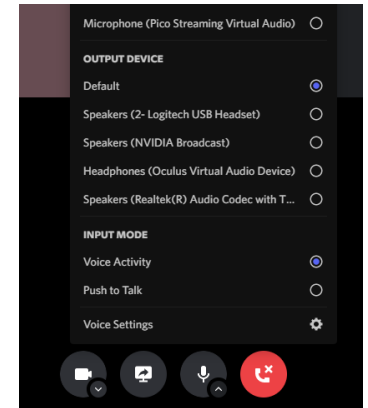 Microphone (Pico Streaming Virtual Audio)
OUTPUT DEVICE
Default
Speakers (2- Logitech USB Headset)
Speakers (NVIDIA Broadcast)
Headphones (Oculus Virtual Audio Device)
Speakers (Realtek(R) Audio Codec with T...
INPUT MODE
Voice Activity
Push to Talk
Voice Settings